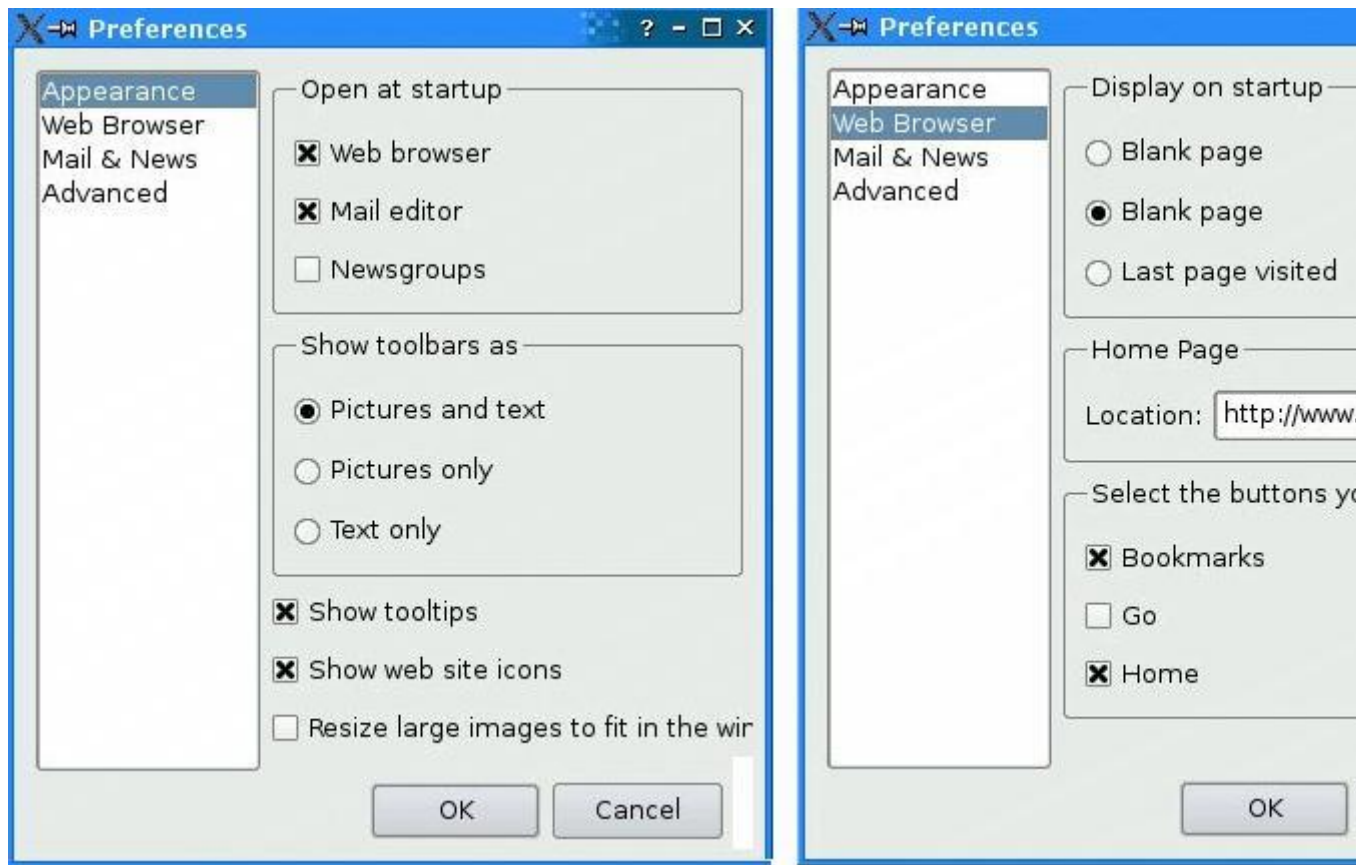 Preferences
Appearance
Web Browser
Mail & News
Advanced
Open at startup
Web browser
Mail editor
Newsgroups
Show toolbars as
Pictures and text
Pictures only
Text only
Show tooltips
Show web site icons
Resize large images to fit in the
OK
Cancel
Preferences
Appearance
Web Browser
Mail & News
Advanced
Display on startup
Blank page
Blank page
Last page visited
Home Page
Location: http://www.
Select the buttons
Bookmarks
Go
Home
OK